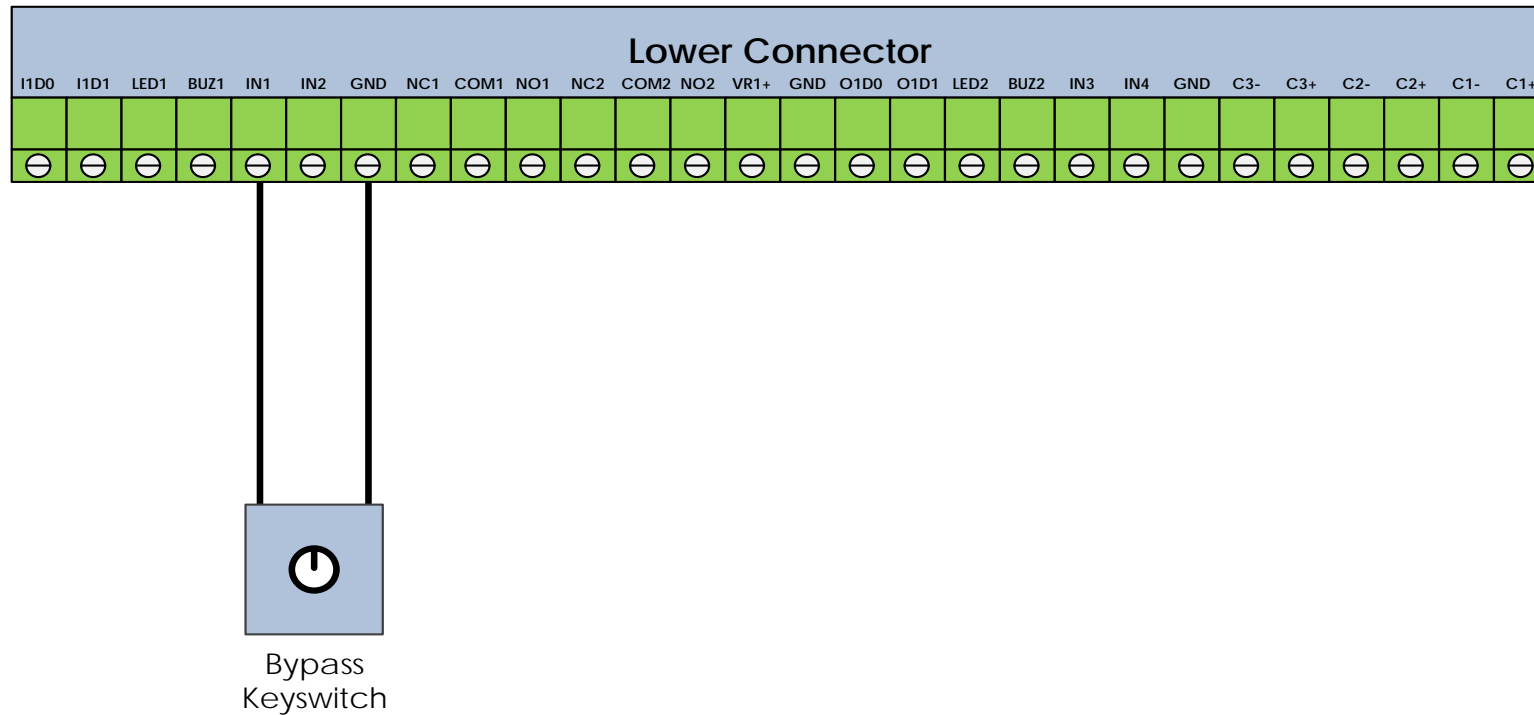 Lower Connector
I1D0 I1D1 LED1 BUZ1 IN1 IN2 GND NC1 COM1 NO1 NC2 COM2 NO2 VR1+ GND O1D0 O1D1 LED2 BUZ2 IN3 IN4 GND C3- C3+ C2- C2+ C1- C1+
Bypass
Keyswitch